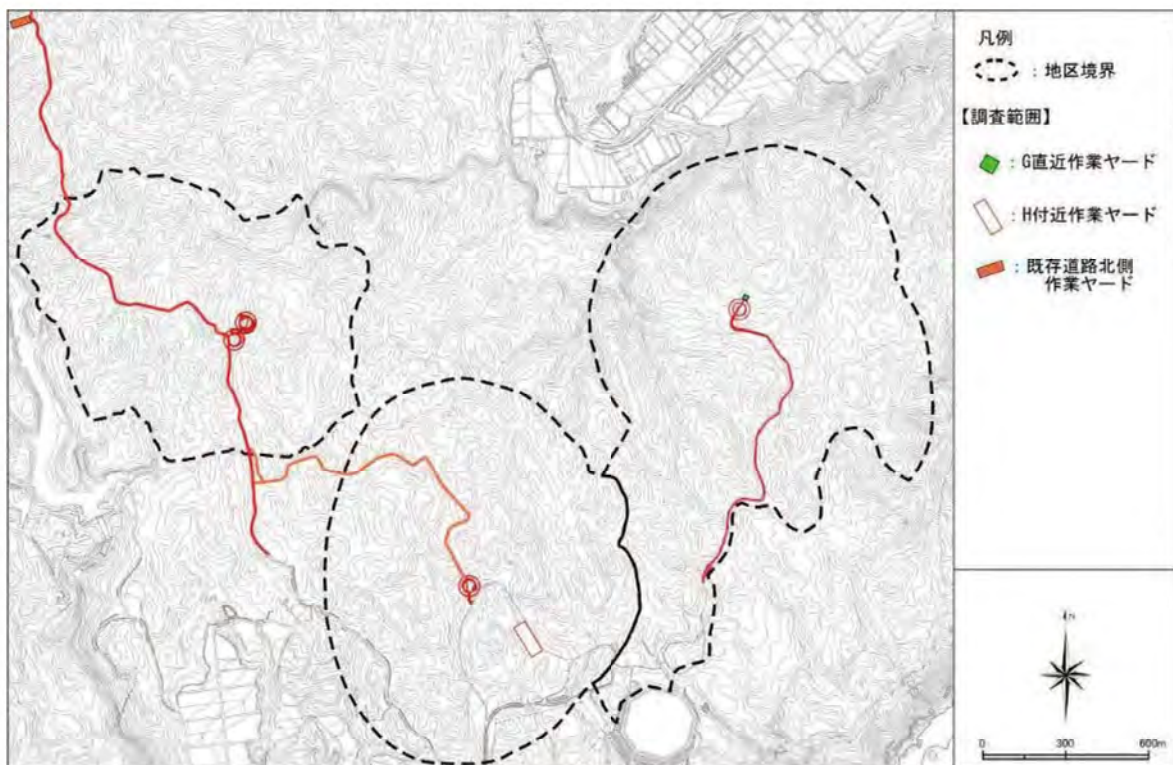 凡例
：地区境界
【調査範囲】
：G直近作業ヤード
：H付近作業ヤード
：既存道路北側
作業ヤード
N
0 300 600m